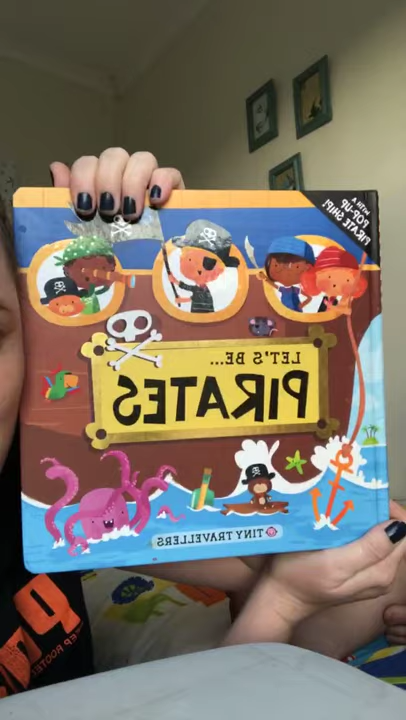 WITH A
POP-UP
PIRATE SHIP!
LET'S BE...
PIRATES
TINY TRAVELLERS